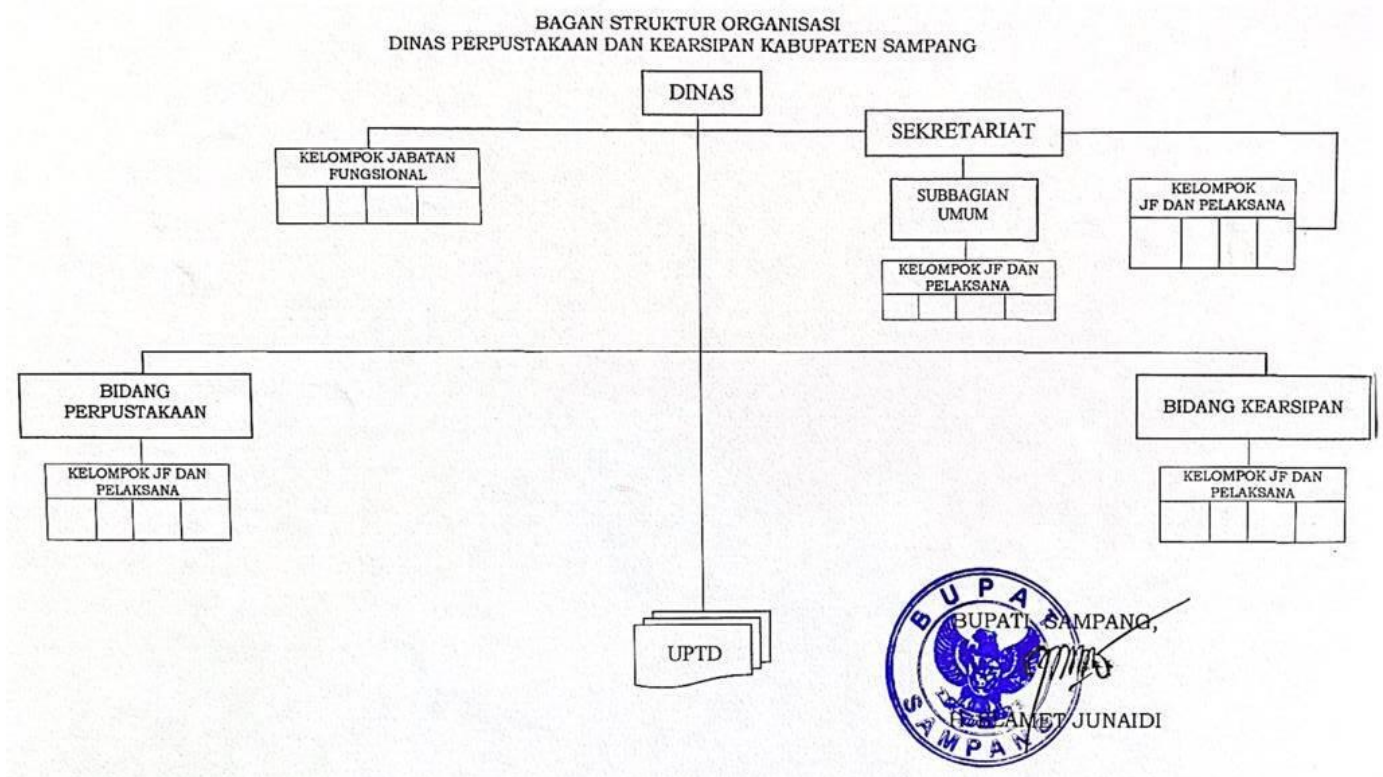 BAGAN STRUKTUR ORGANISASI
DINAS PERPUSTAKAAN DAN KEARSIPAN KABUPATEN SAMPANG
DINAS
SEKRETARIAT
KELOMPOK JABATAN
FUNGSIONAL
SUBBAGIAN
UMUM
KELOMPOK
JF DAN PELAKSANA
KELOMPOK JF DAN
PELAKSANA
BIDANG
PERPUSTAKAAN
BIDANG KEARSIPAN
KELOMPOK JF DAN
PELAKSANA
KELOMPOK JF DAN
PELAKSANA
UPTD
BUPATI SAMPANG,
H. SLAMET JUNAIDI
BUPATI
SAMPANG